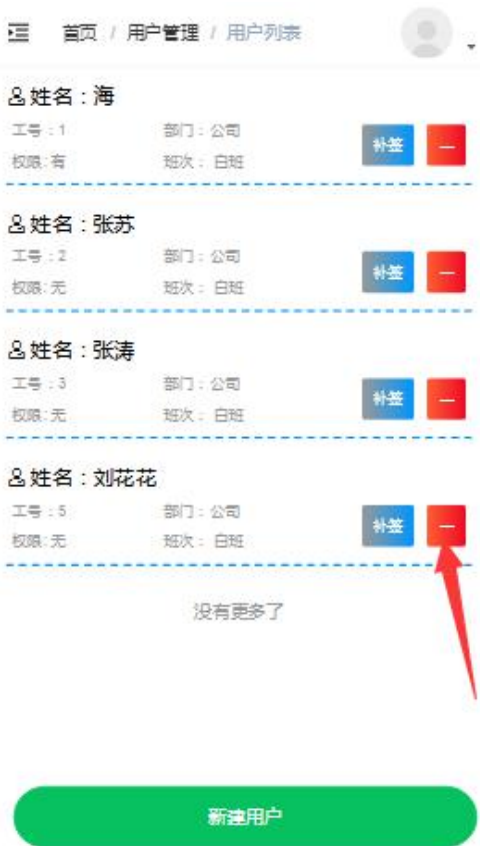 首页 / 用户管理 / 用户列表
姓名：海
工号：1 部门：公司
权限:有 班次： 白班
补签
姓名：张苏
工号：2 部门：公司
权限:无 班次： 白班
补签
姓名：张涛
工号：3 部门：公司
权限:无 班次： 白班
补签
姓名：刘花花
工号：5 部门：公司
权限:无 班次： 白班
补签
没有更多了
新建用户